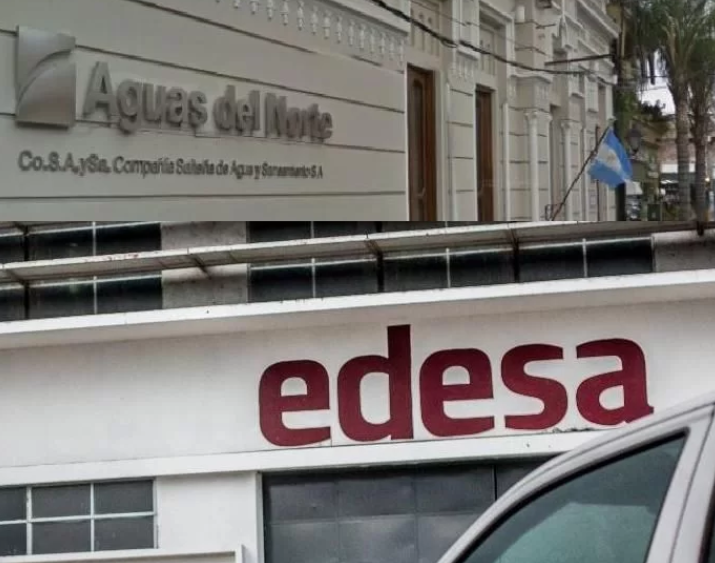 Aguas del Norte
Co.S.A.ySa. Compañía Salteña de Agua y Saneamiento S.A
edesa